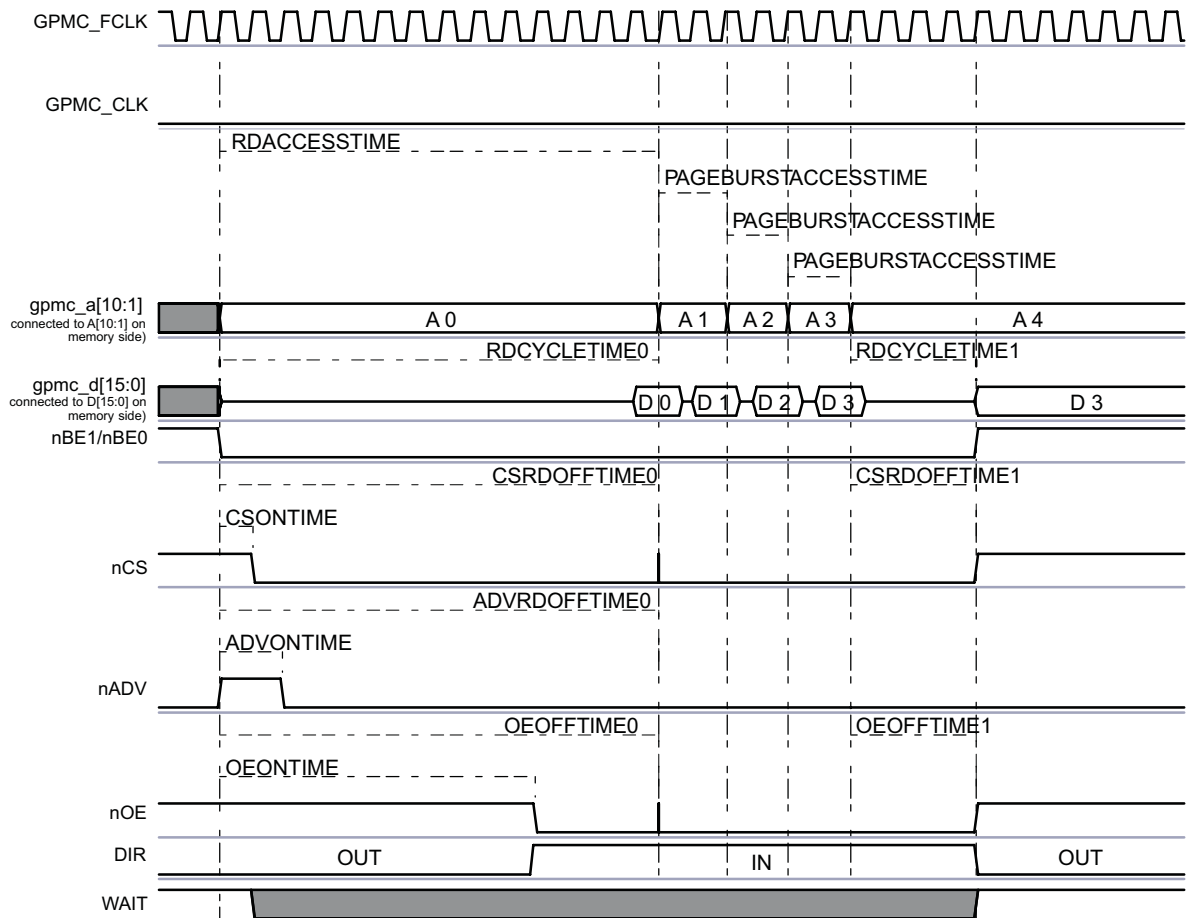 GPMC_FCLK
GPMC_CLK
RDACCESSTIME
PAGEBURSTACCESSTIME
PAGEBURSTACCESSTIME
PAGEBURSTACCESSTIME
gpmc_a[10:1]
connected to A[10:1] on
memory side)
A 0 A 1 A 2 A 3 A 4
RDCYCLETIME0 RDCYCLETIME1
gpmc_d[15:0]
connected to D[15:0] on
memory side)
D 0 D 1 D 2 D 3 D 3
nBE1/nBE0
CSRDOFFTIME0 CSRDOFFTIME1
CSONTIME
nCS
ADVRDOFFTIME0
ADVONTIME
nADV
OEOFFTIME0 OEOFFTIME1
OEONTIME
nOE
DIR OUT IN OUT
WAIT